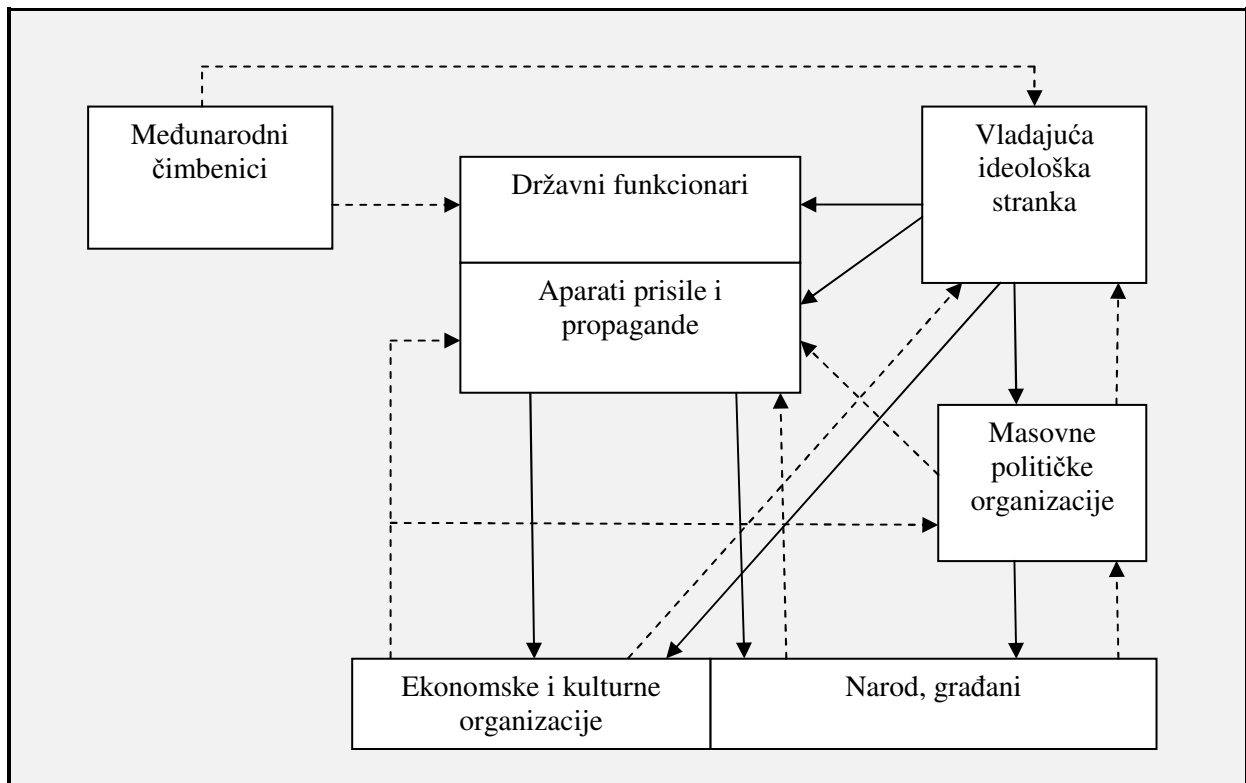 Međunarodni
čimbenici
Vladajuća
ideološka
stranka
Državni funkcionari
Aparati prisile i
propagande
Masovne
političke
organizacije
Ekonomske i kulturne
organizacije
Narod, građani